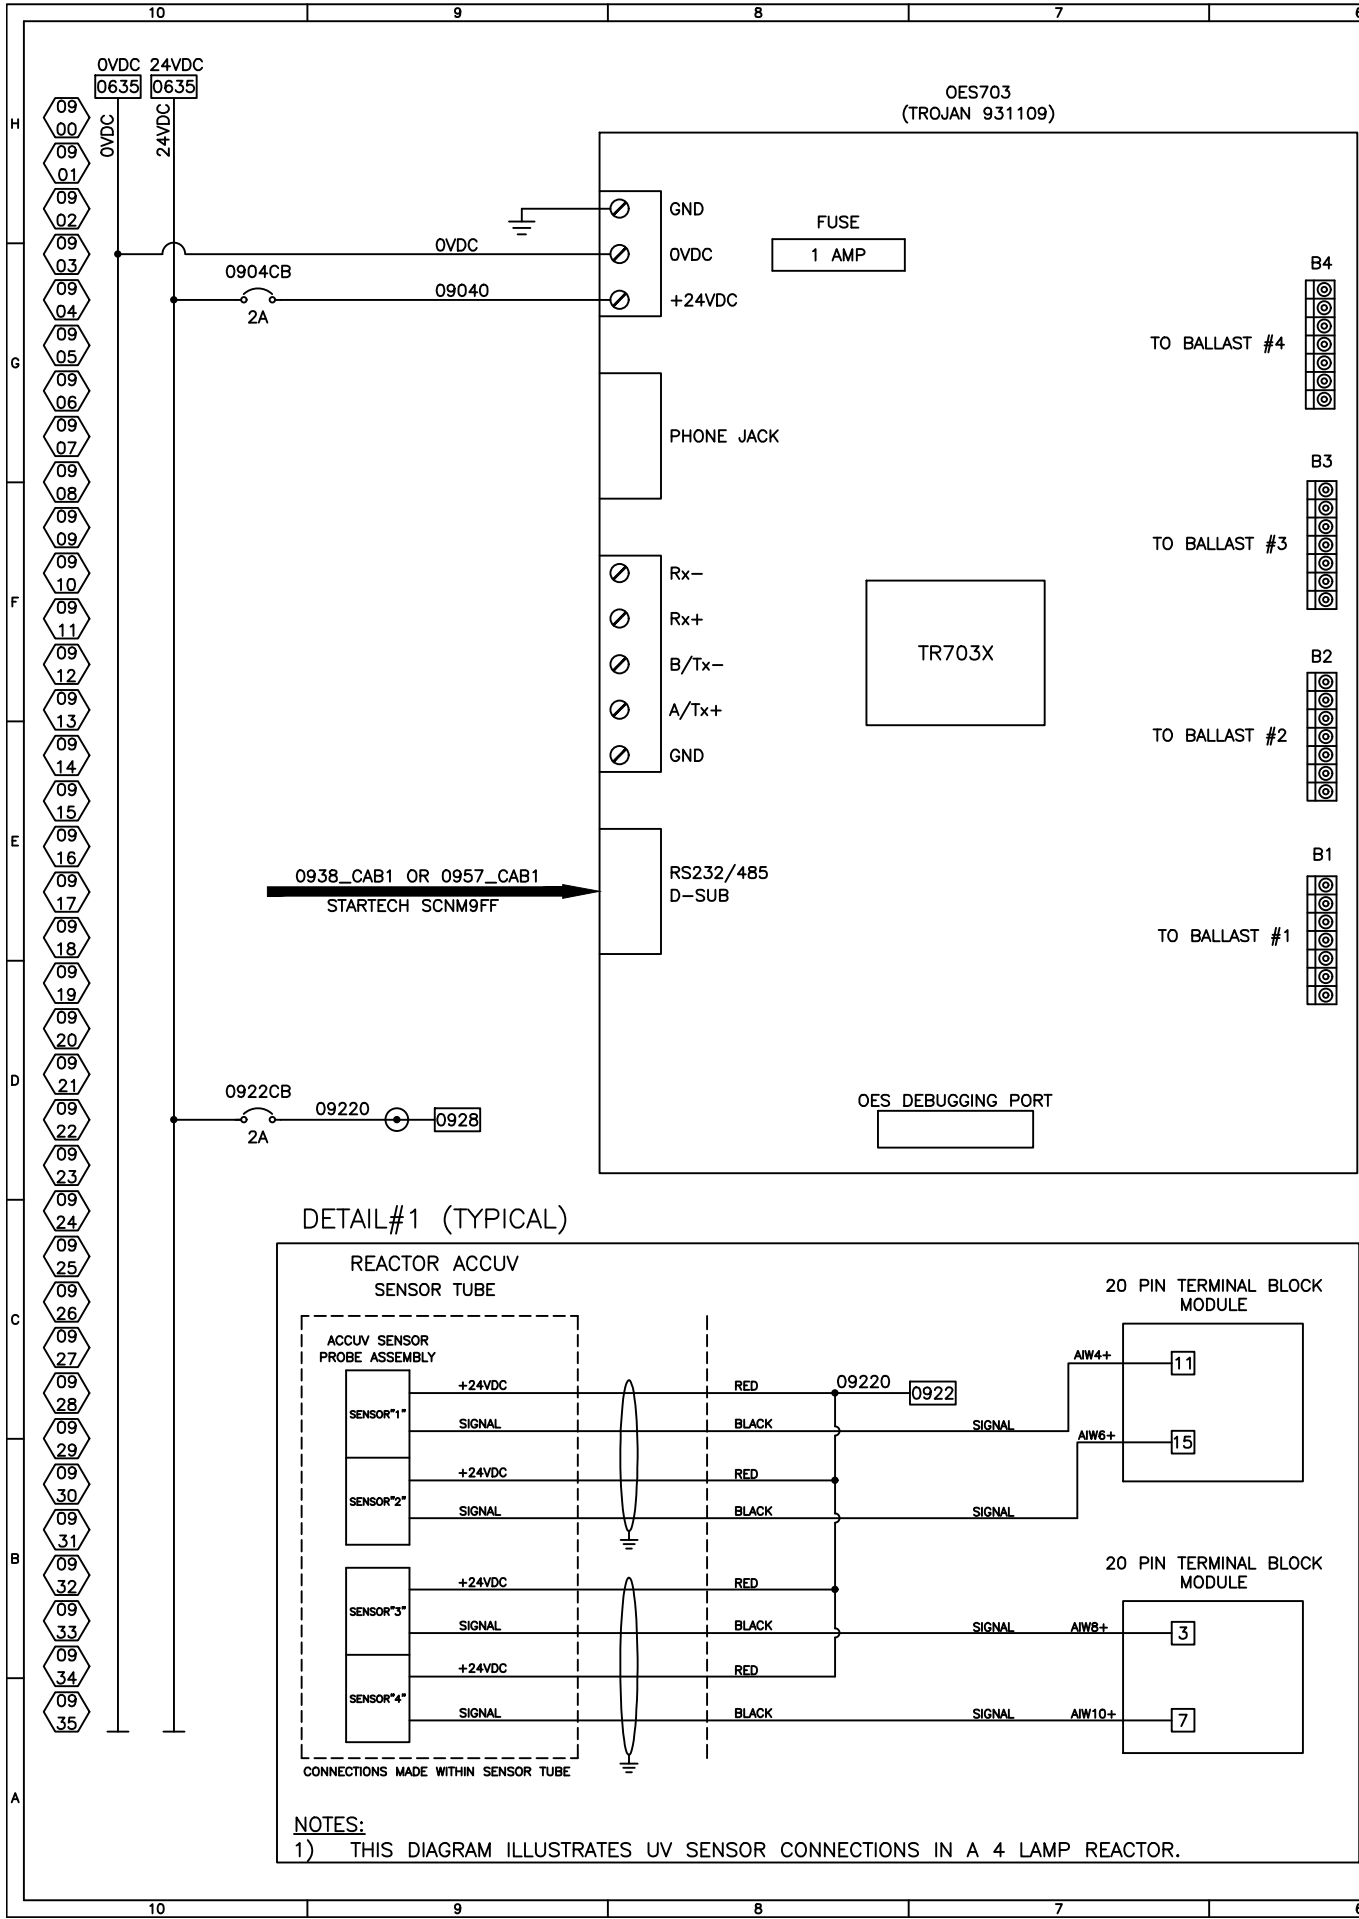 10 9 8 7
0VDC 24VDC
0635 0635
0VDC
24VDC
H
G
F
E
D
C
B
A
09 00
09 01
09 02
09 03
09 04
09 05
09 06
09 07
09 08
09 09
09 10
09 11
09 12
09 13
09 14
09 15
09 16
09 17
09 18
09 19
09 20
09 21
09 22
09 23
09 24
09 25
09 26
09 27
09 28
09 29
09 30
09 31
09 32
09 33
09 34
09 35
OES703
(TROJAN 931109)
GND
0VDC
0VDC
0904CB
2A
09040
+24VDC
FUSE
1 AMP
PHONE JACK
Rx-
Rx+
B/Tx-
A/Tx+
GND
TR703X
B4
TO BALLAST #4
B3
TO BALLAST #3
B2
TO BALLAST #2
B1
TO BALLAST #1
0938_CAB1 OR 0957_CAB1
STARTECH SCNM9FF
RS232/485
D-SUB
0922CB
2A
09220
0928
OES DEBUGGING PORT
DETAIL#1 (TYPICAL)
REACTOR ACCUV
SENSOR TUBE
ACCUV SENSOR
PROBE ASSEMBLY
SENSOR"1"
+24VDC RED 09220 0922
SIGNAL BLACK SIGNAL
SENSOR"2"
+24VDC RED
SIGNAL BLACK SIGNAL
20 PIN TERMINAL BLOCK
MODULE
AIW4+ 11
AIW6+ 15
SENSOR"3"
+24VDC RED
SIGNAL BLACK SIGNAL AIW8+ 3
SENSOR"4"
+24VDC RED
SIGNAL BLACK SIGNAL AIW10+ 7
20 PIN TERMINAL BLOCK
MODULE
CONNECTIONS MADE WITHIN SENSOR TUBE
NOTES:
1) THIS DIAGRAM ILLUSTRATES UV SENSOR CONNECTIONS IN A 4 LAMP REACTOR.
10 9 8 7